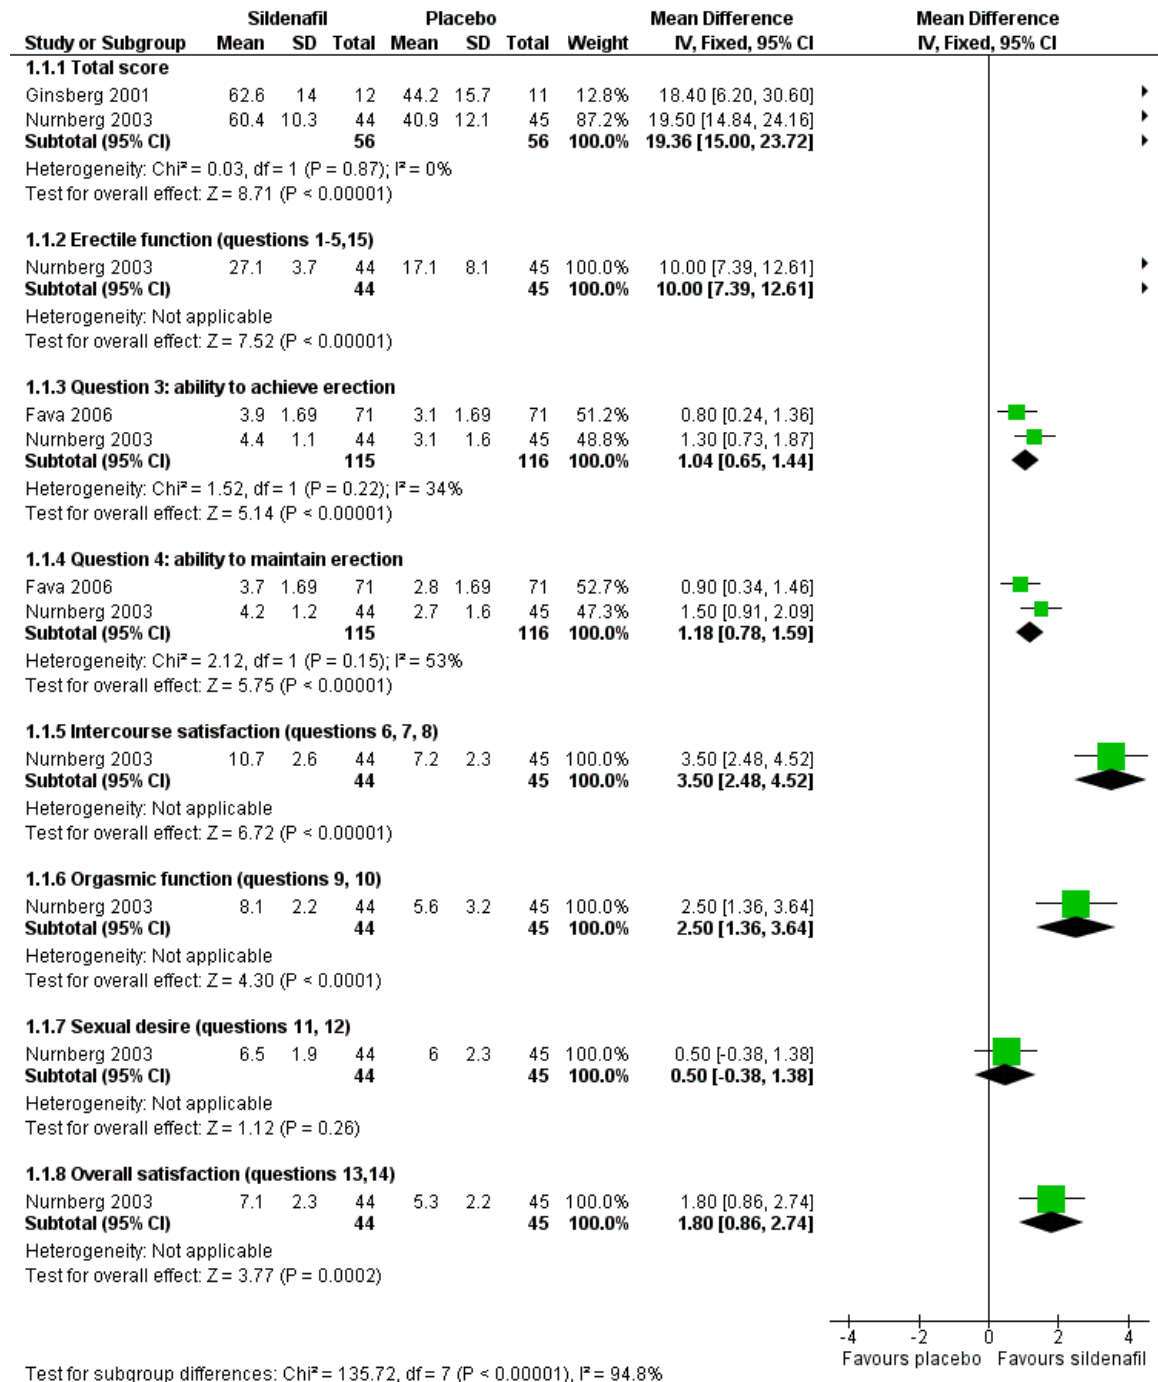 Sildenafil Placebo Mean Difference Mean Difference
Study or Subgroup Mean SD Total Mean SD Total Weight IV, Fixed, 95% CI IV, Fixed, 95% CI
1.1.1 Total score
Ginsberg 2001 62.6 14 12 44.2 15.7 11 12.8% 18.40 [6.20, 30.60]
Nurnberg 2003 60.4 10.3 44 40.9 12.1 45 87.2% 19.50 [14.84, 24.16]
Subtotal (95% CI) 56 56 100.0% 19.36 [15.00, 23.72]
Heterogeneity: Chi² = 0.03, df = 1 (P = 0.87); I² = 0%
Test for overall effect: Z = 8.71 (P < 0.00001)
1.1.2 Erectile function (questions 1-5,15)
Nurnberg 2003 27.1 3.7 44 17.1 8.1 45 100.0% 10.00 [7.39, 12.61]
Subtotal (95% CI) 44 45 100.0% 10.00 [7.39, 12.61]
Heterogeneity: Not applicable
Test for overall effect: Z = 7.52 (P < 0.00001)
1.1.3 Question 3: ability to achieve erection
Fava 2006 3.9 1.69 71 3.1 1.69 71 51.2% 0.80 [0.24, 1.36]
Nurnberg 2003 4.4 1.1 44 3.1 1.6 45 48.8% 1.30 [0.73, 1.87]
Subtotal (95% CI) 115 116 100.0% 1.04 [0.65, 1.44]
Heterogeneity: Chi² = 1.52, df = 1 (P = 0.22); I² = 34%
Test for overall effect: Z = 5.14 (P < 0.00001)
1.1.4 Question 4: ability to maintain erection
Fava 2006 3.7 1.69 71 2.8 1.69 71 52.7% 0.90 [0.34, 1.46]
Nurnberg 2003 4.2 1.2 44 2.7 1.6 45 47.3% 1.50 [0.91, 2.09]
Subtotal (95% CI) 115 116 100.0% 1.18 [0.78, 1.59]
Heterogeneity: Chi² = 2.12, df = 1 (P = 0.15); I² = 53%
Test for overall effect: Z = 5.75 (P < 0.00001)
1.1.5 Intercourse satisfaction (questions 6, 7, 8)
Nurnberg 2003 10.7 2.6 44 7.2 2.3 45 100.0% 3.50 [2.48, 4.52]
Subtotal (95% CI) 44 45 100.0% 3.50 [2.48, 4.52]
Heterogeneity: Not applicable
Test for overall effect: Z = 6.72 (P < 0.00001)
1.1.6 Orgasmic function (questions 9, 10)
Nurnberg 2003 8.1 2.2 44 5.6 3.2 45 100.0% 2.50 [1.36, 3.64]
Subtotal (95% CI) 44 45 100.0% 2.50 [1.36, 3.64]
Heterogeneity: Not applicable
Test for overall effect: Z = 4.30 (P < 0.0001)
1.1.7 Sexual desire (questions 11, 12)
Nurnberg 2003 6.5 1.9 44 6 2.3 45 100.0% 0.50 [-0.38, 1.38]
Subtotal (95% CI) 44 45 100.0% 0.50 [-0.38, 1.38]
Heterogeneity: Not applicable
Test for overall effect: Z = 1.12 (P = 0.26)
1.1.8 Overall satisfaction (questions 13,14)
Nurnberg 2003 7.1 2.3 44 5.3 2.2 45 100.0% 1.80 [0.86, 2.74]
Subtotal (95% CI) 44 45 100.0% 1.80 [0.86, 2.74]
Heterogeneity: Not applicable
Test for overall effect: Z = 3.77 (P = 0.0002)
-4 -2 0 2 4
Favours placebo Favours sildenafil
Test for subgroup differences: Chi² = 135.72, df = 7 (P < 0.00001), I² = 94.8%